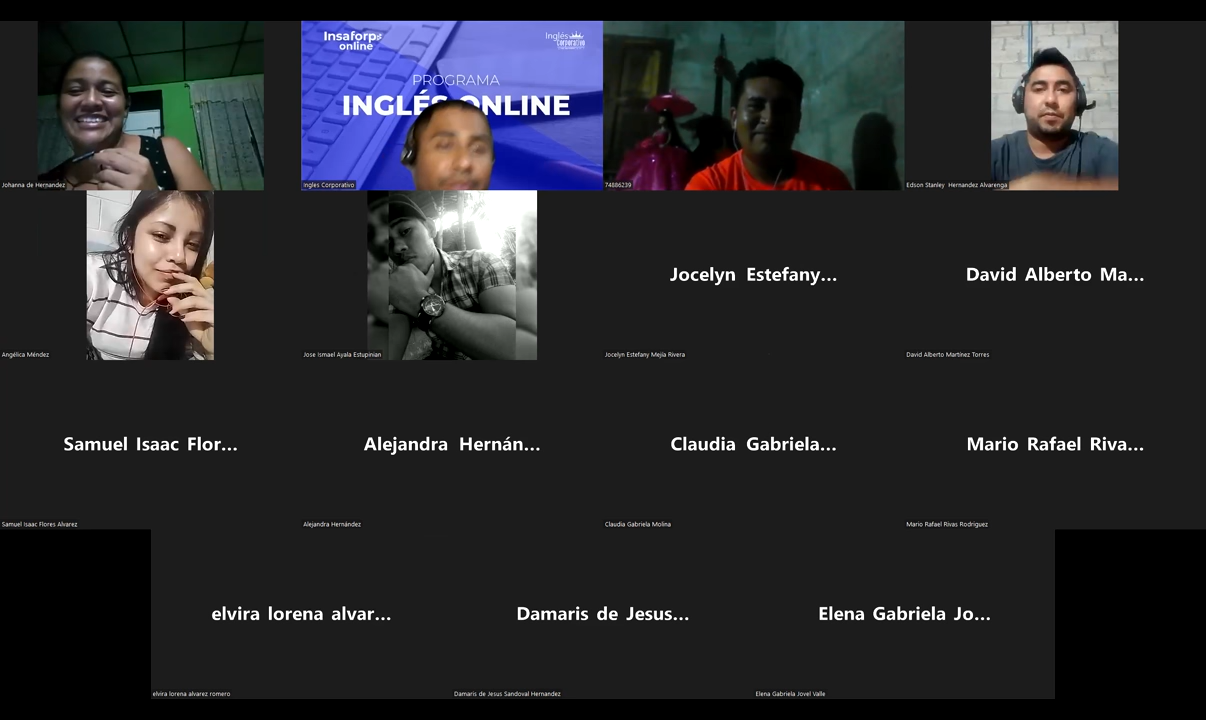 Insaforp
online
Inglés
Corporativo
PROGRAMA
INGLÉS ONLINE
Johanna de Hernandez
Ingles Corporativo
74886239
Edson Stanley Hernandez Alvarenga
Jocelyn Estefany...
David Alberto Ma...
Angélica Méndez
Jose Ismael Ayala Estupinian
Jocelyn Estefany Mejía Rivera
David Alberto Martínez Torres
Samuel Isaac Flor...
Alejandra Hernán...
Claudia Gabriela...
Mario Rafael Riva...
Samuel Isaac Flores Alvarez
Alejandra Hernández
Claudia Gabriela Molina
Mario Rafael Rivas Rodríguez
elvira lorena alvar...
Damaris de Jesus...
Elena Gabriela Jo...
elvira lorena alvarez romero
Damaris de Jesus Sandoval Hernandez
Elena Gabriela Jovel Valle